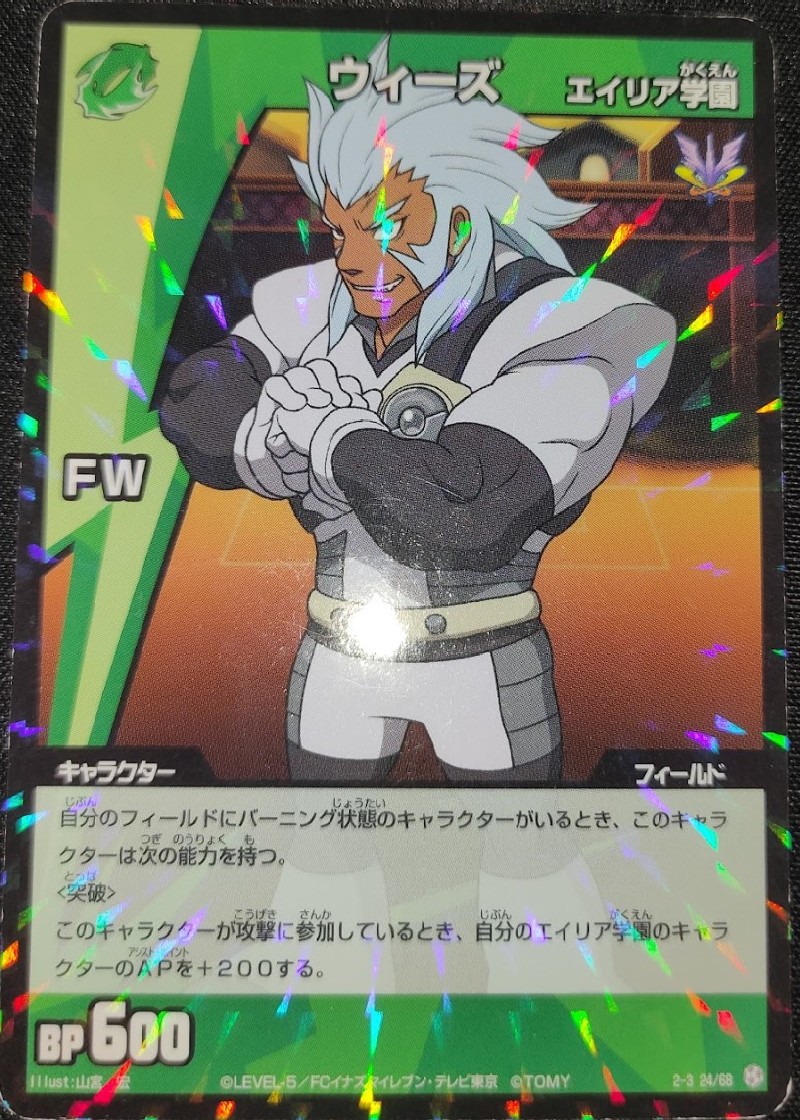 ウィーズ
エイリア学園
がくえん
FW
キャラクター
フィールド
じぶん じょうたい
自分のフィールドにバーニング状態のキャラクターがいるとき、このキャラ
つぎ のうりょく も
クターは次の能力を持つ。
とっぱ
<突破>
こうげき さんか じぶん がくえん
このキャラクターが攻撃に参加しているとき、自分のエイリア学園のキャラ
アシストポイント
クターのAPを+200する。
BP600
Illust:山宮 宏
©LEVEL-5/FCイナズマイレブン・テレビ東京 ©TOMY
2-3 24/68